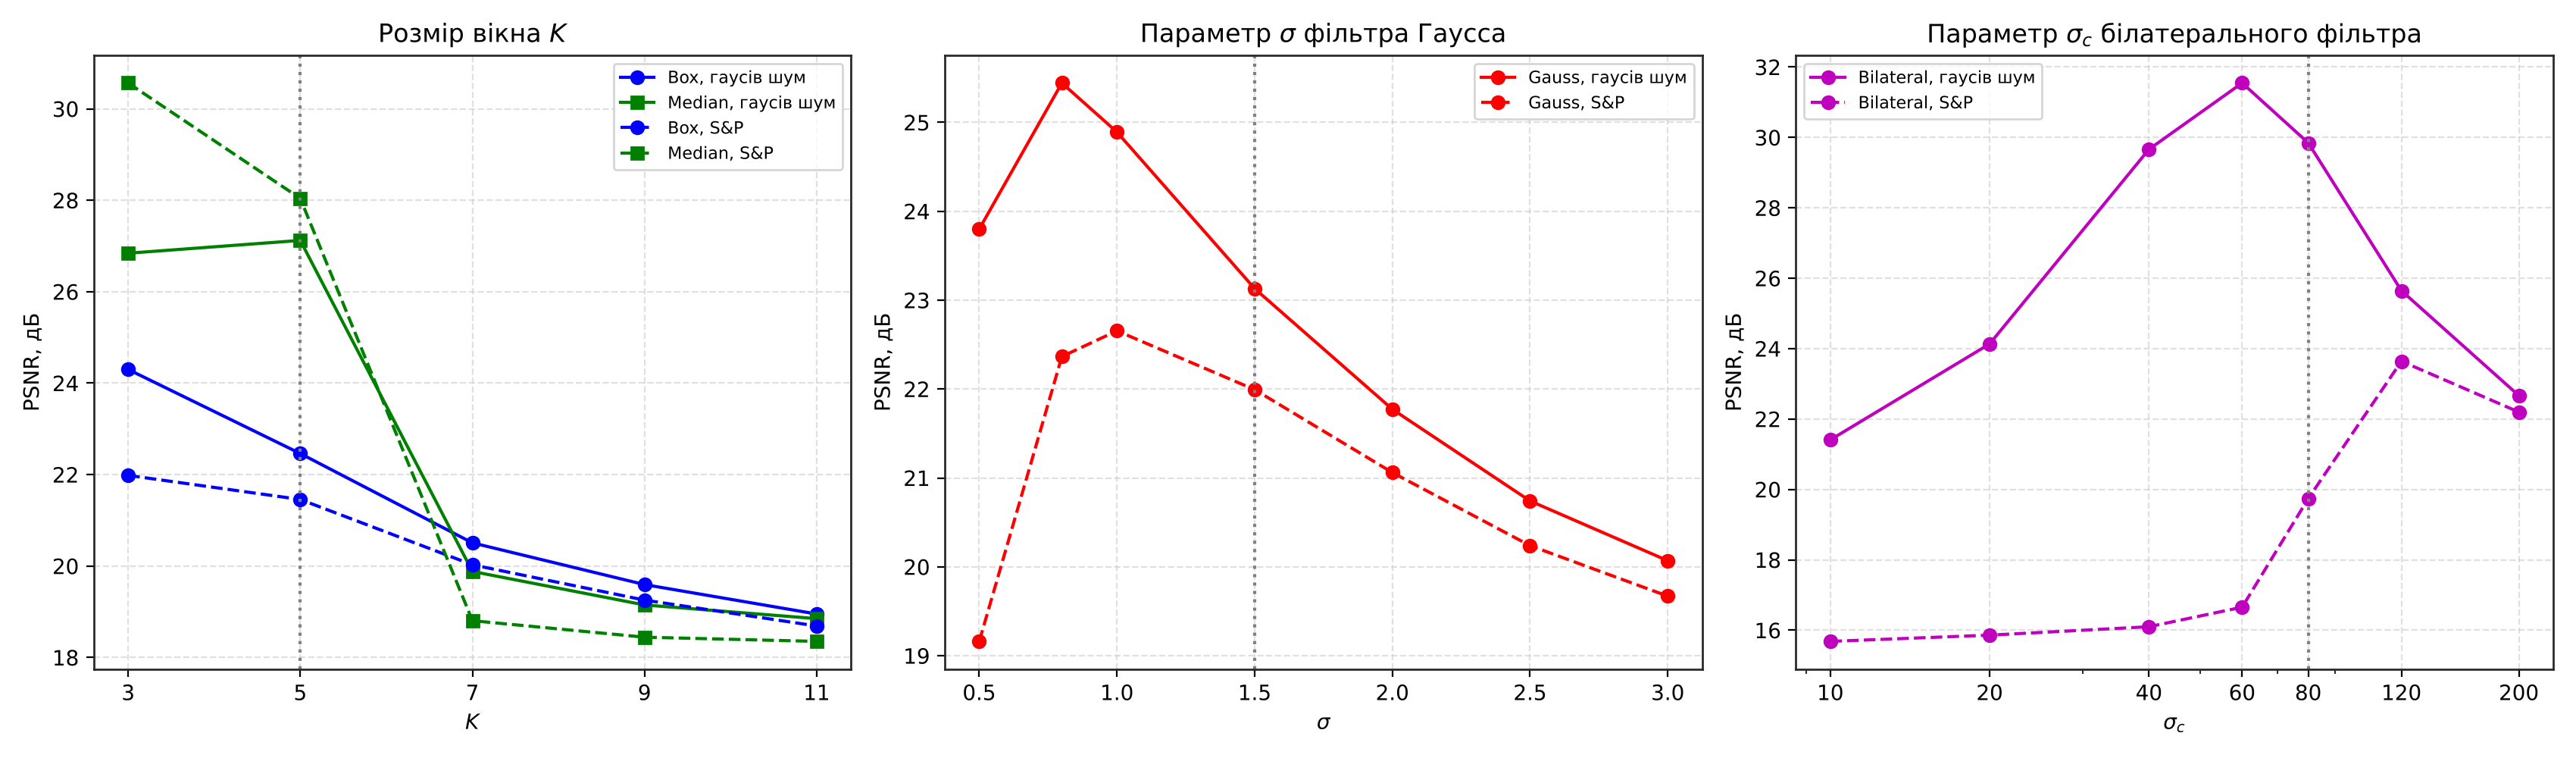 Розмір вікна K
30
28
26
24
22
20
18
PSNR, дБ
3 5 7 9 11
K
Box, гаусів шум
Median, гаусів шум
Box, S&P
Median, S&P
Параметр σ фільтра Гаусса
25
24
23
22
21
20
19
PSNR, дБ
0.5 1.0 1.5 2.0 2.5 3.0
σ
Gauss, гаусів шум
Gauss, S&P
Параметр σc білатерального фільтра
32
30
28
26
24
22
20
18
16
PSNR, дБ
10 20 40 60 80 120 200
σc
Bilateral, гаусів шум
Bilateral, S&P